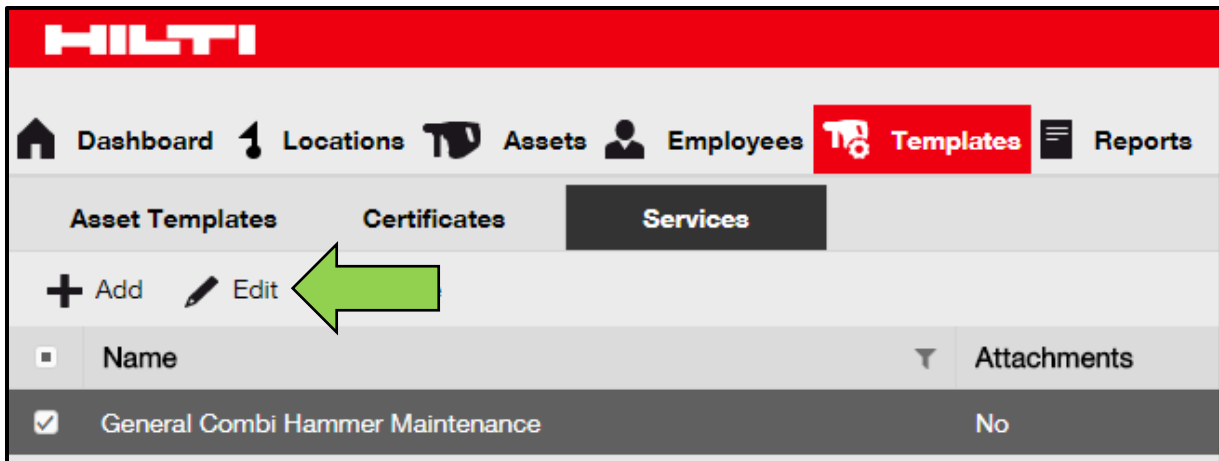 HILTI
Dashboard Locations Assets Employees Templates Reports
Asset Templates Certificates Services
Add Edit
Name Attachments
General Combi Hammer Maintenance No